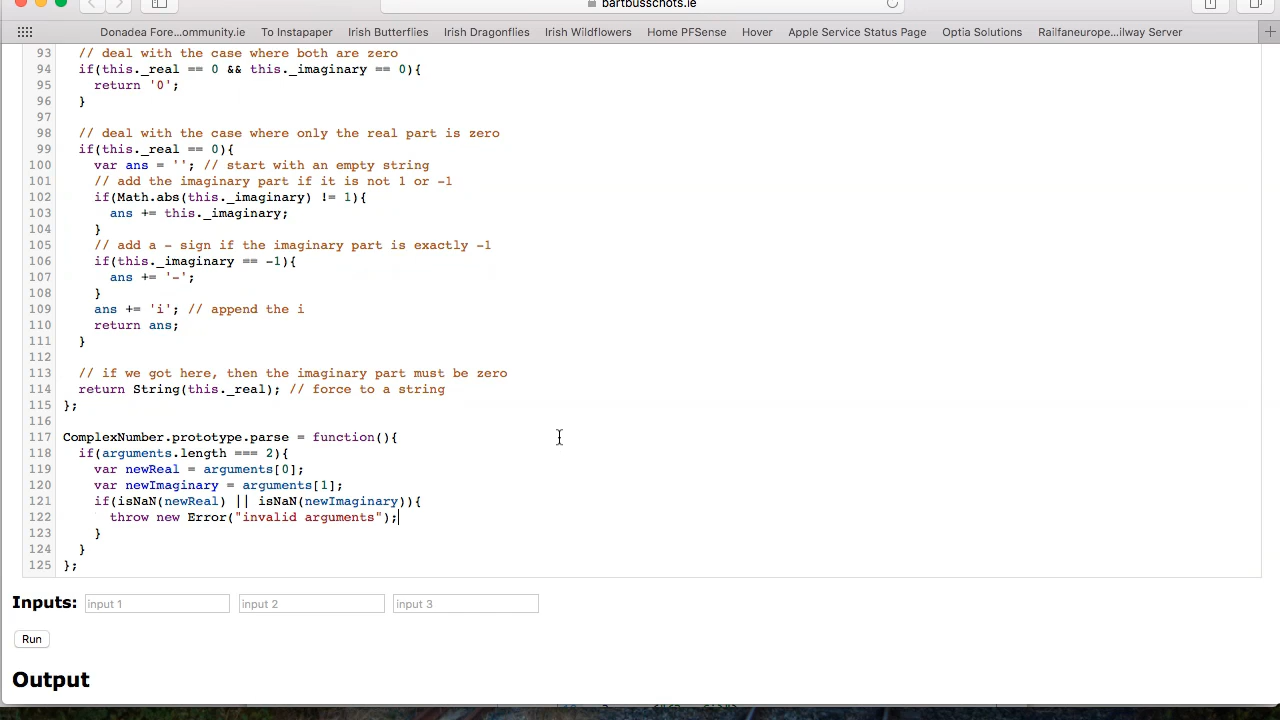 bartbusschots.ie
Donadea Fore...ommunity.ie To Instapaper Irish Butterflies Irish Dragonflies Irish Wildflowers Home PFSense Hover Apple Service Status Page Optia Solutions Railfaneurope...ilway Server
93 // deal with the case where both are zero
94 if(this._real == 0 && this._imaginary == 0){
95 return '0';
96 }
97
98 // deal with the case where only the real part is zero
99 if(this._real == 0){
100 var ans = ''; // start with an empty string
101 // add the imaginary part if it is not 1 or -1
102 if(Math.abs(this._imaginary) != 1){
103 ans += this._imaginary;
104 }
105 // add a - sign if the imaginary part is exactly -1
106 if(this._imaginary == -1){
107 ans += '-';
108 }
109 ans += 'i'; // append the i
110 return ans;
111 }
112
113 // if we got here, then the imaginary part must be zero
114 return String(this._real); // force to a string
115 };
116
117 ComplexNumber.prototype.parse = function(){
118 if(arguments.length === 2){
119 var newReal = arguments[0];
120 var newImaginary = arguments[1];
121 if(isNaN(newReal) || isNaN(newImaginary)){
122 throw new Error("invalid arguments");
123 }
124 }
125 };
Inputs: input 1 input 2 input 3
Run
Output